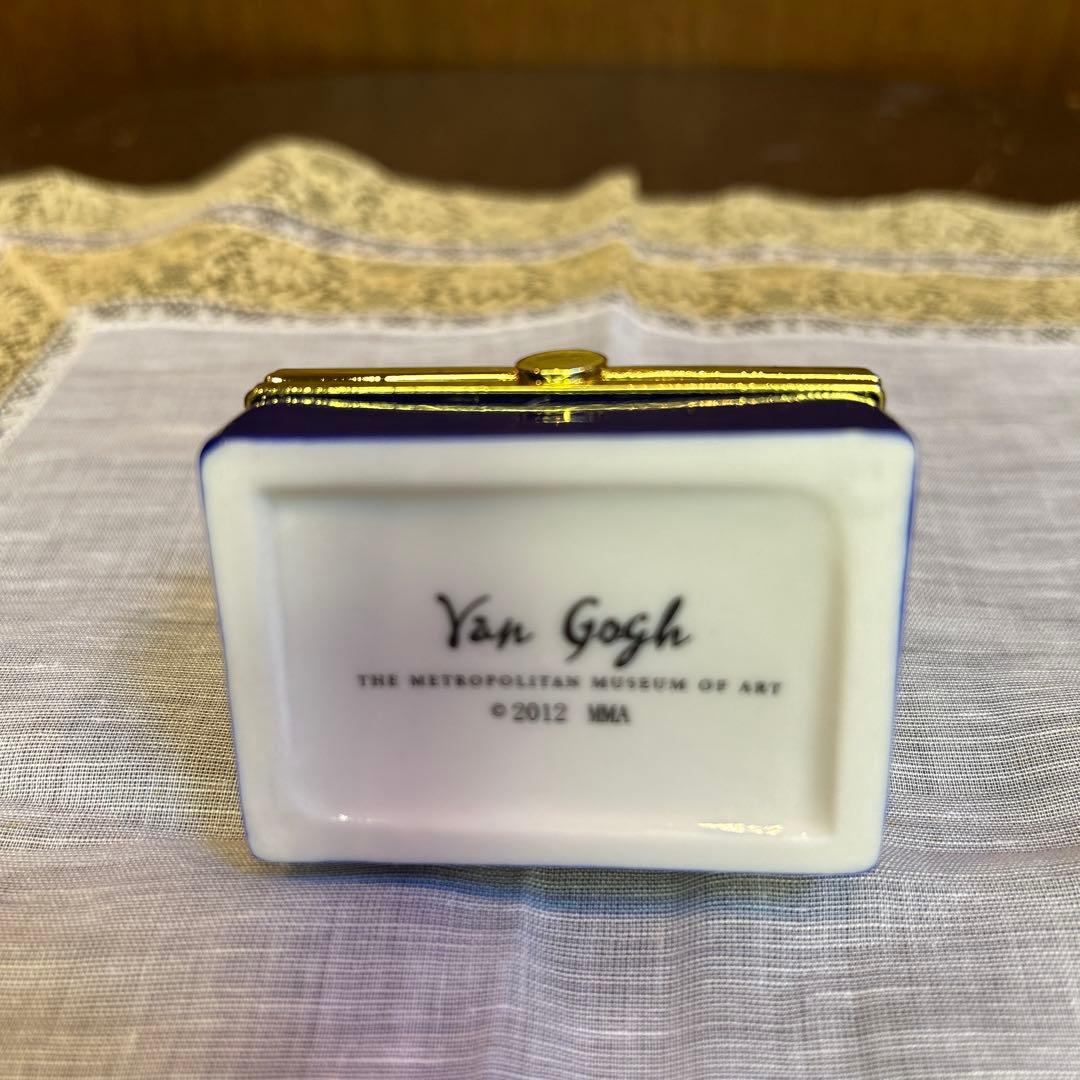 Van Gogh
THE METROPOLITAN MUSEUM OF ART
©2012 MMA